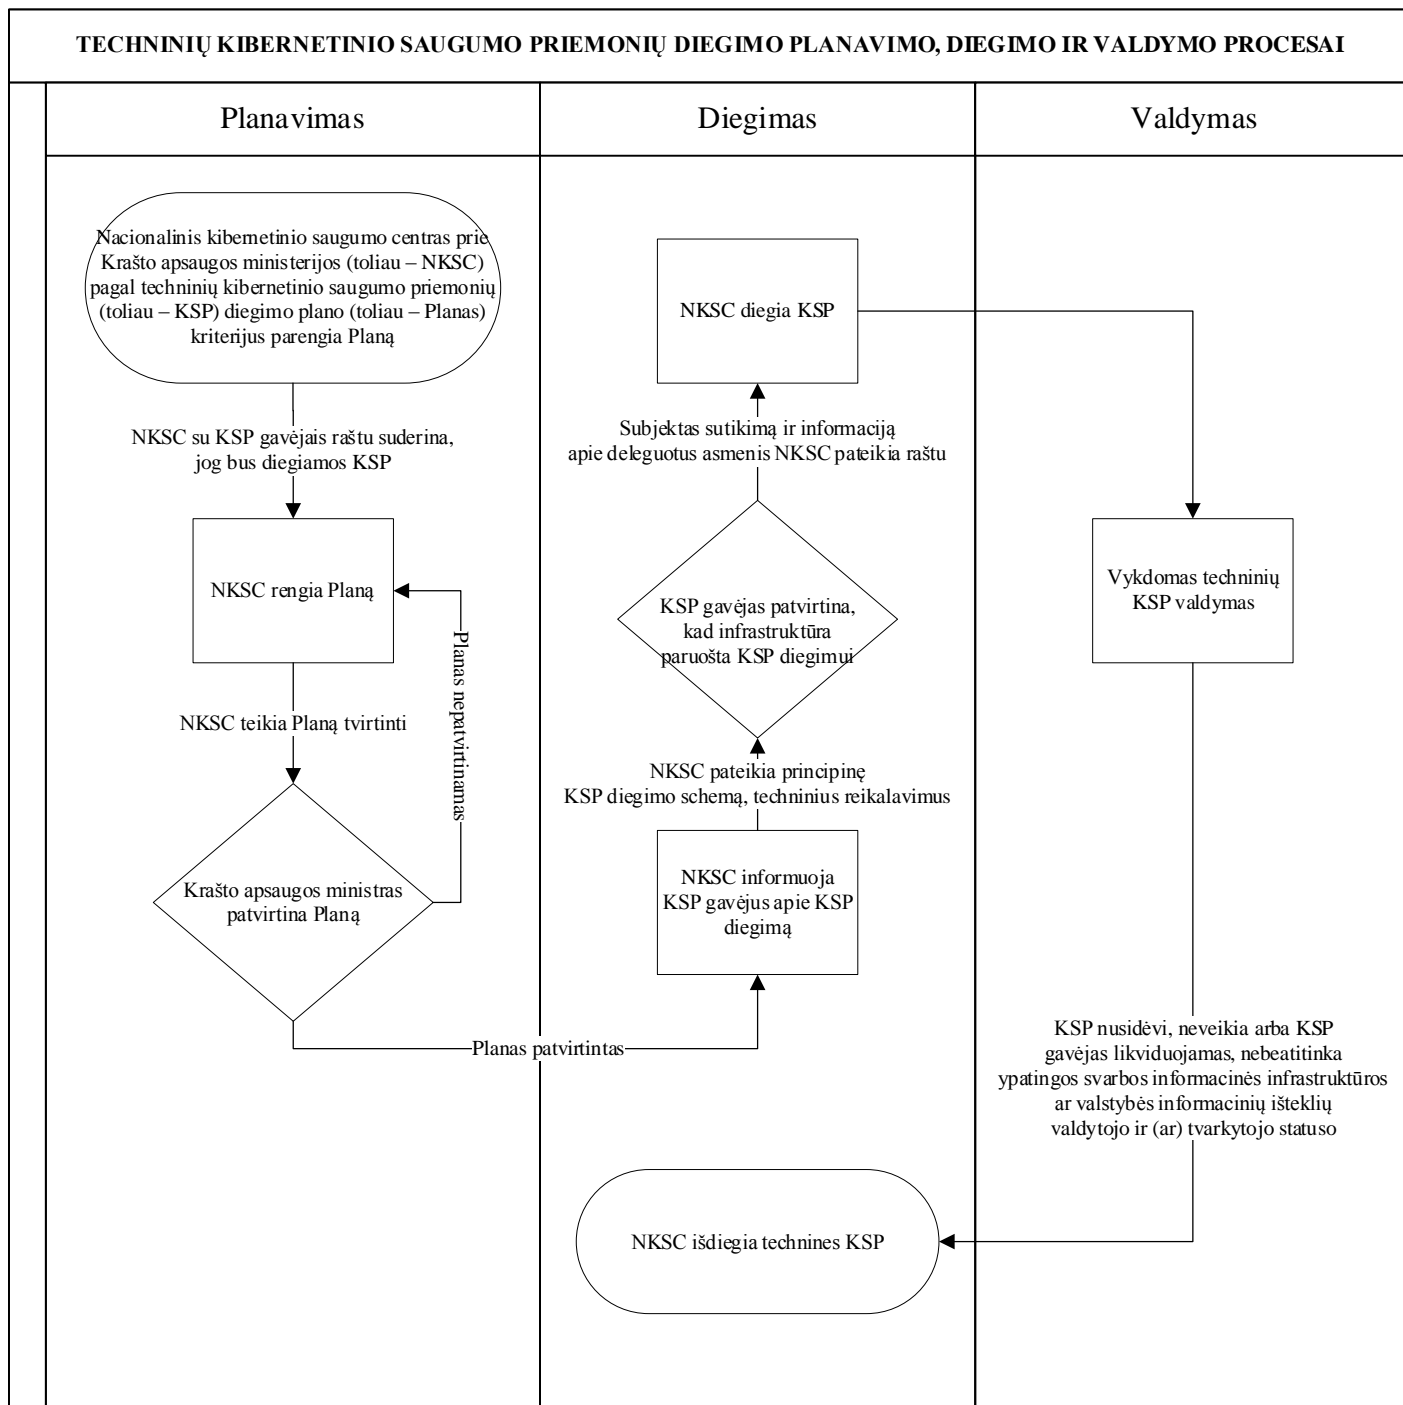 TECHNINIŲ KIBERNETINIO SAUGUMO PRIEMONIŲ DIEGIMO PLANAVIMO, DIEGIMO IR VALDYMO PROCESAI
Planavimas
Diegimas
Valdymas
Nacionalinis kibernetinio saugumo centras prie
Krašto apsaugos ministerijos (toliau – NKSC)
pagal techninių kibernetinio saugumo priemonių
(toliau – KSP) diegimo plano (toliau – Planas)
kriterijus parengia Planą
NKSC su KSP gavėjais raštu suderina,
jog bus diegiamos KSP
NKSC rengia Planą
Planas nepatvirtinamas
NKSC teikia Planą tvirtinti
Krašto apsaugos ministras
patvirtina Planą
Planas patvirtintas
NKSC diegia KSP
Subjektas sutikimą ir informaciją
apie deleguotus asmenis NKSC pateikia raštu
KSP gavėjas patvirtina,
kad infrastruktūra
paruošta KSP diegimui
NKSC pateikia principinę
KSP diegimo schemą, techninius reikalavimus
NKSC informuoja
KSP gavėjus apie KSP
diegimą
Vykdomas techninių
KSP valdymas
KSP nusidėvi, neveikia arba KSP
gavėjas likviduojamas, nebeatitinka
ypatingos svarbos informacinės infrastruktūros
ar valstybės informacinių išteklių
valdytojo ir (ar) tvarkytojo statuso
NKSC išdiegia technines KSP